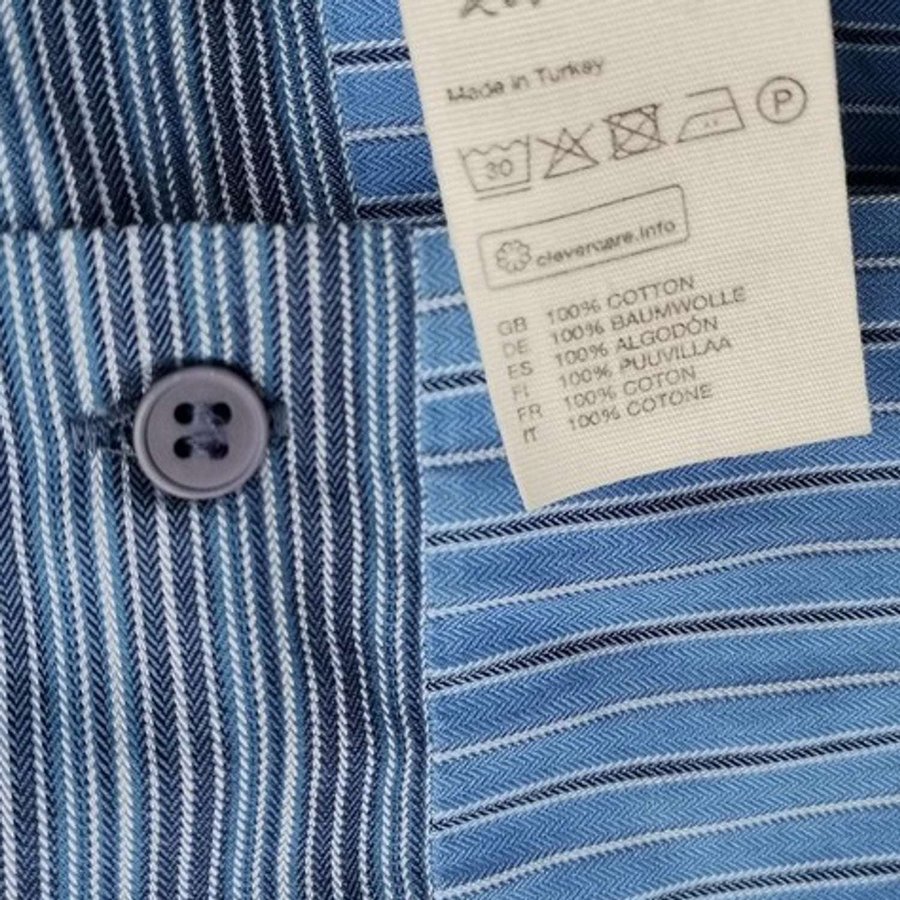 Made in Turkey
30
P
clevercare.info
GB 100% COTTON
DE 100% BAUMWOLLE
ES 100% ALGODÓN
FI 100% PUUVILLAA
FR 100% COTON
IT 100% COTONE